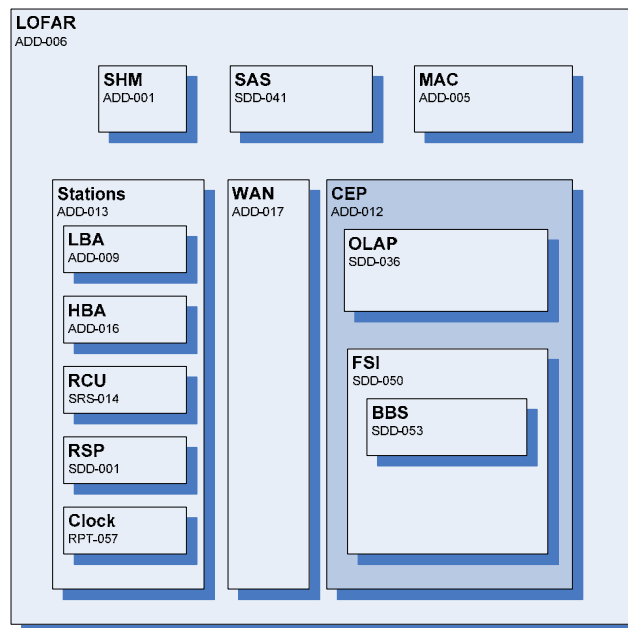 LOFAR
ADD-006
SHM
ADD-001
SAS
SDD-041
MAC
ADD-005
Stations
ADD-013
LBA
ADD-009
HBA
ADD-016
RCU
SRS-014
RSP
SDD-001
Clock
RPT-057
WAN
ADD-017
CEP
ADD-012
OLAP
SDD-036
FSI
SDD-050
BBS
SDD-053